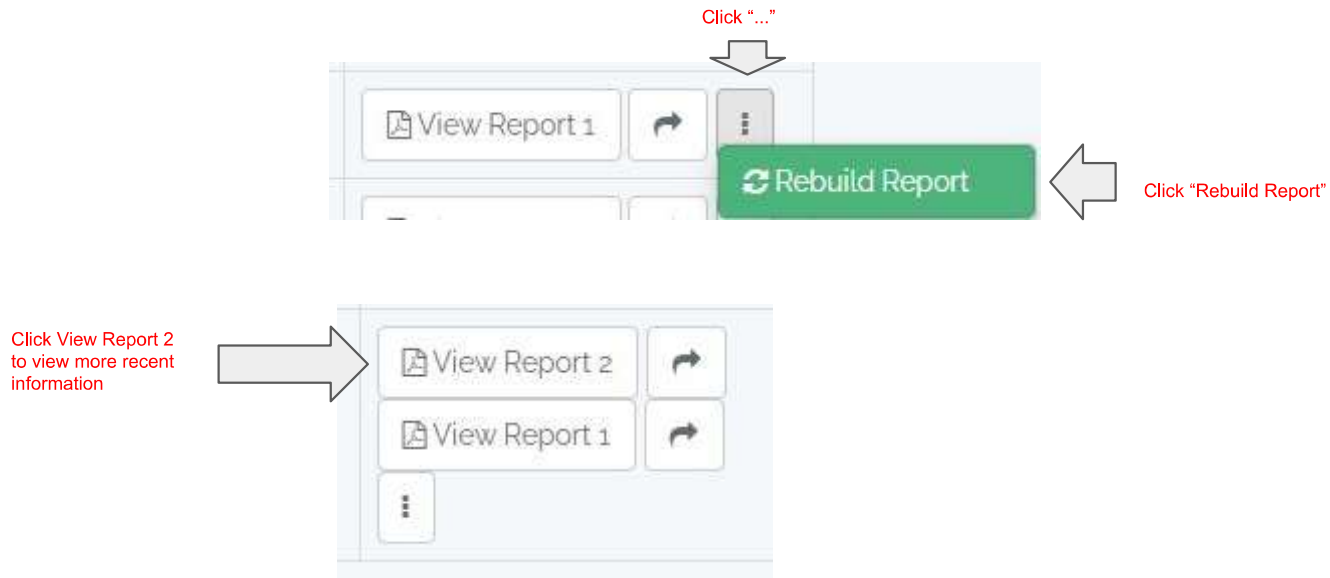 Click “...”
View Report 1
Rebuild Report
Click “Rebuild Report”
Click View Report 2
to view more recent
information
View Report 2
View Report 1